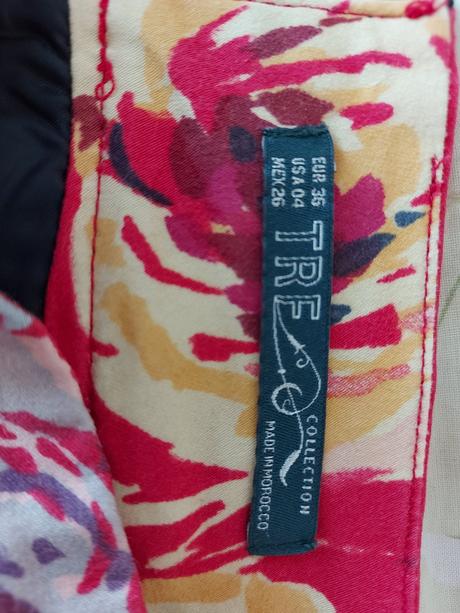 EUR 36
USA 04
MEX 26
TRE
COLLECTION
MADE IN MOROCCO